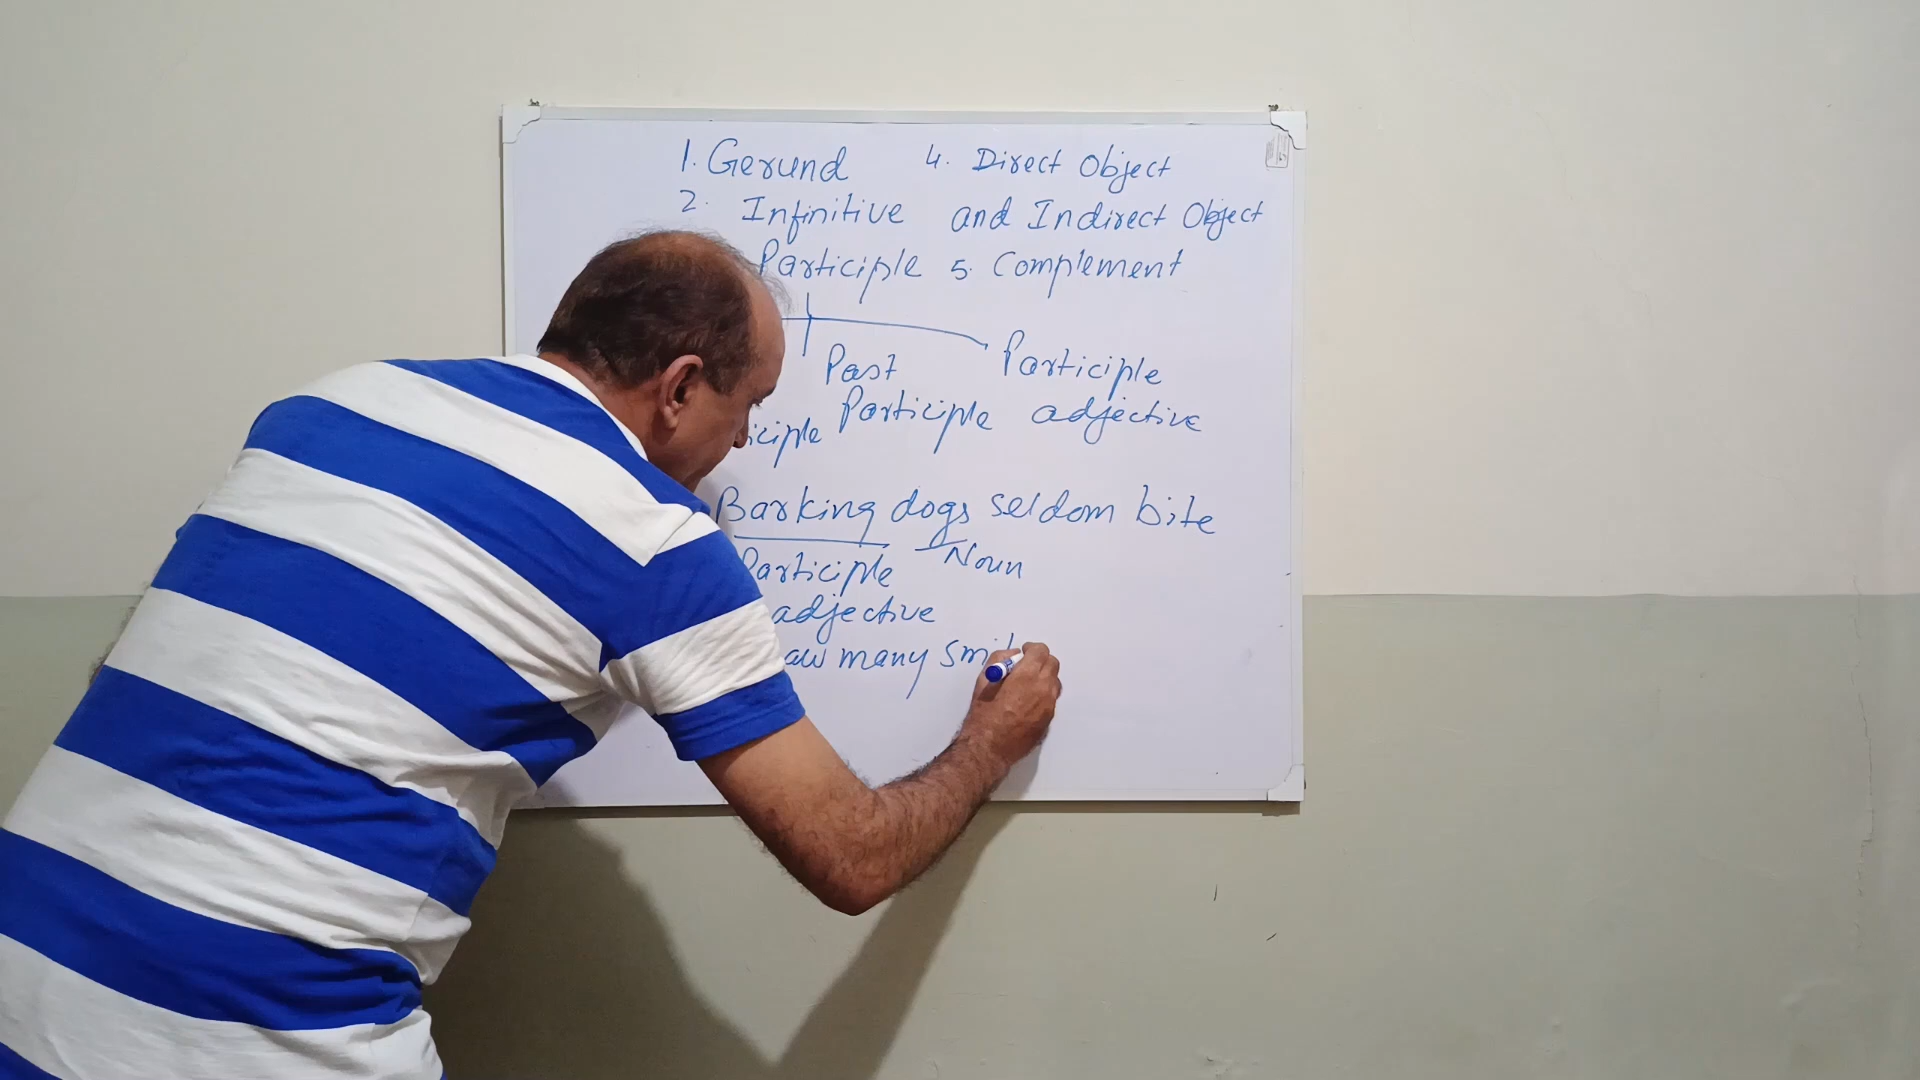 1. Gerund 4. Direct Object
2. Infinitive and Indirect Object
Participle 5. Complement
Past Participle
Participle adjective
Barking dogs seldom bite
Participle Noun
adjective
many